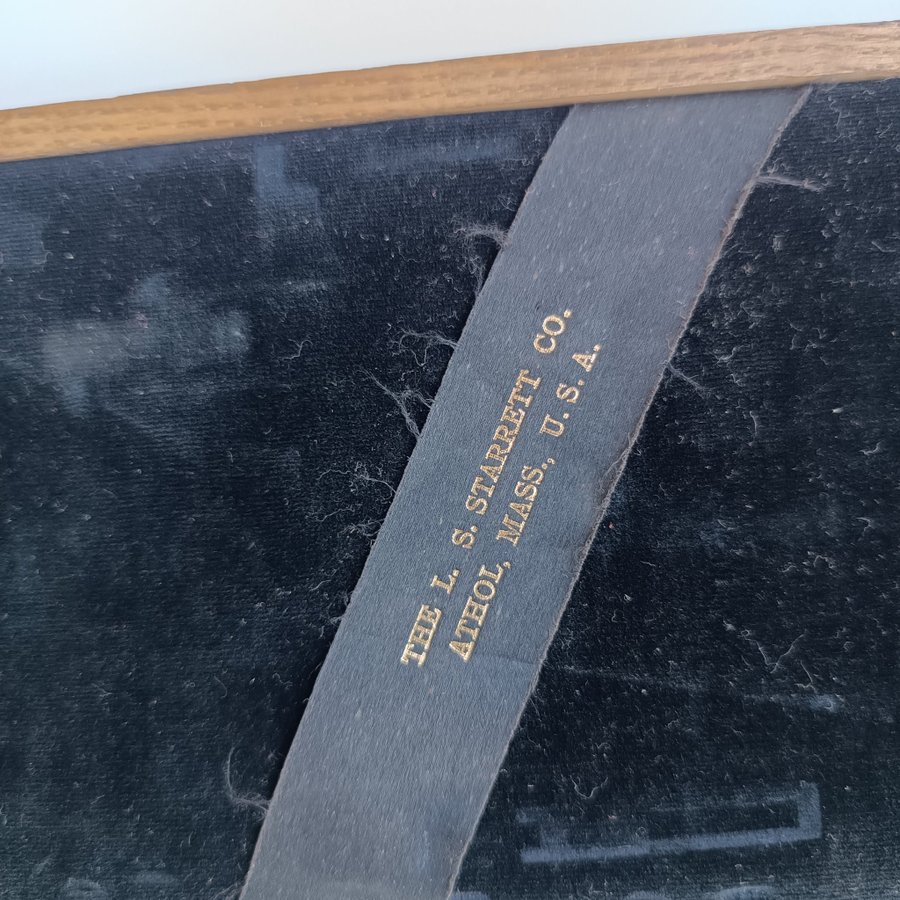 THE L. S. STARRETT CO.
ATHOL, MASS., U. S. A.